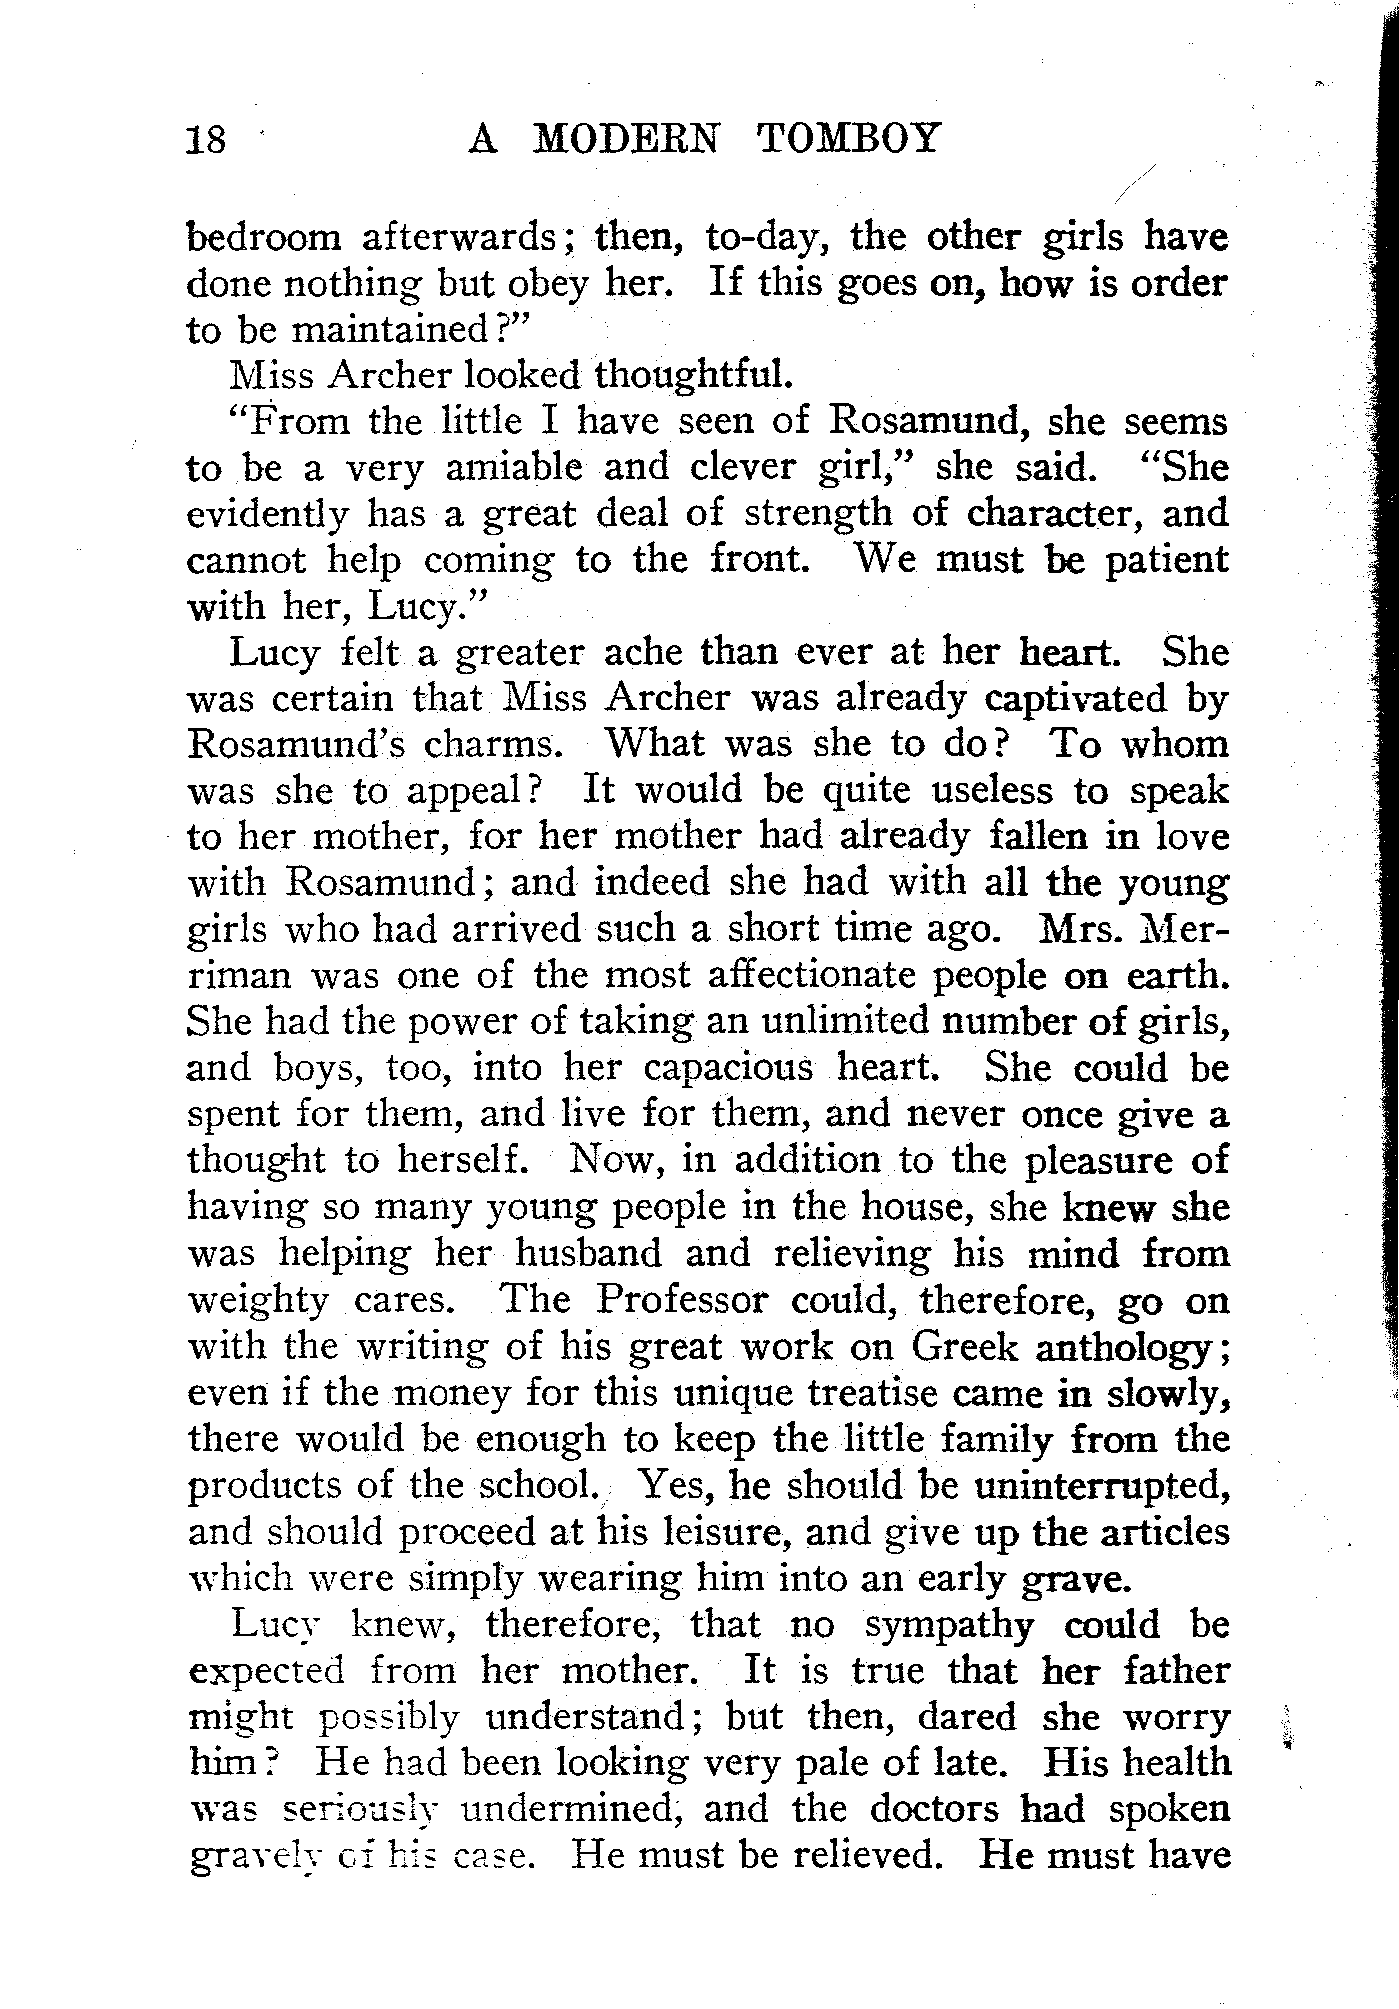 18 A MODERN TOMBOY
bedroom afterwards; then, to-day, the other girls have
done nothing but obey her. If this goes on, how is order
to be maintained?”
Miss Archer looked thoughtful.
“From the little I have seen of Rosamund, she seems
to be a very amiable and clever girl,” she said. “She
evidently has a great deal of strength of character, and
cannot help coming to the front. We must be patient
with her, Lucy.”
Lucy felt a greater ache than ever at her heart. She
was certain that Miss Archer was already captivated by
Rosamund’s charms. What was she to do? To whom
was she to appeal? It would be quite useless to speak
to her mother, for her mother had already fallen in love
with Rosamund; and indeed she had with all the young
girls who had arrived such a short time ago. Mrs. Mer-
riman was one of the most affectionate people on earth.
She had the power of taking an unlimited number of girls,
and boys, too, into her capacious heart. She could be
spent for them, and live for them, and never once give a
thought to herself. Now, in addition to the pleasure of
having so many young people in the house, she knew she
was helping her husband and relieving his mind from
weighty cares. The Professor could, therefore, go on
with the writing of his great work on Greek anthology;
even if the money for this unique treatise came in slowly,
there would be enough to keep the little family from the
products of the school. Yes, he should be uninterrupted,
and should proceed at his leisure, and give up the articles
which were simply wearing him into an early grave.
Lucy knew, therefore, that no sympathy could be
expected from her mother. It is true that her father
might possibly understand; but then, dared she worry
him? He had been looking very pale of late. His health
was seriously undermined, and the doctors had spoken
gravely of his case. He must be relieved. He must have